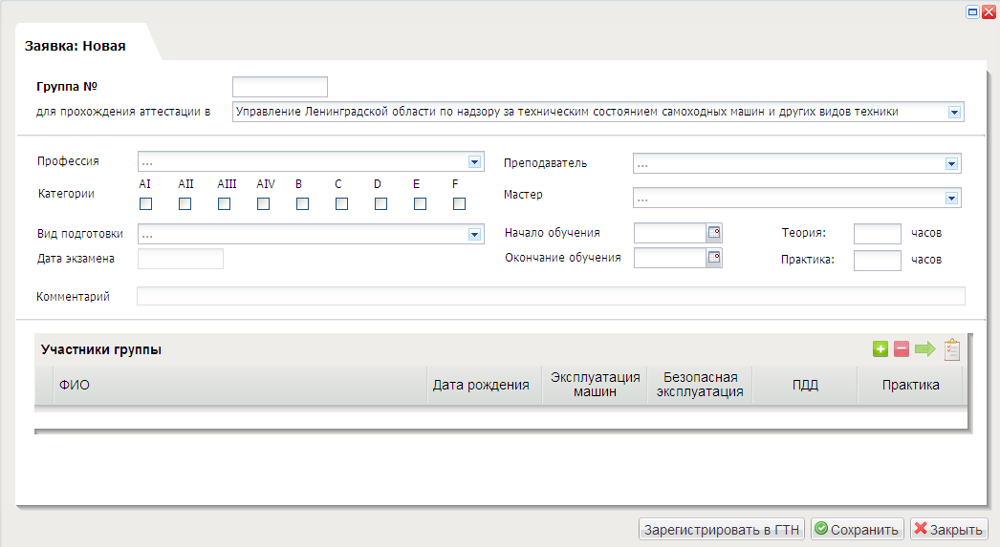 Заявка: Новая
Группа №
для прохождения аттестации в
Управление Ленинградской области по надзору за техническим состоянием самоходных машин и других видов техники
Профессия ...
Преподаватель ...
AI AII AIII AIV B C D E F
Категории
Мастер ...
Вид подготовки ...
Начало обучения
Теория: часов
Дата экзамена
Окончание обучения
Практика: часов
Комментарий
Участники группы
ФИО
Дата рождения
Эксплуатация
машин
Безопасная
эксплуатация
ПДД
Практика
Зарегистрировать в ГТН
Сохранить
Закрыть